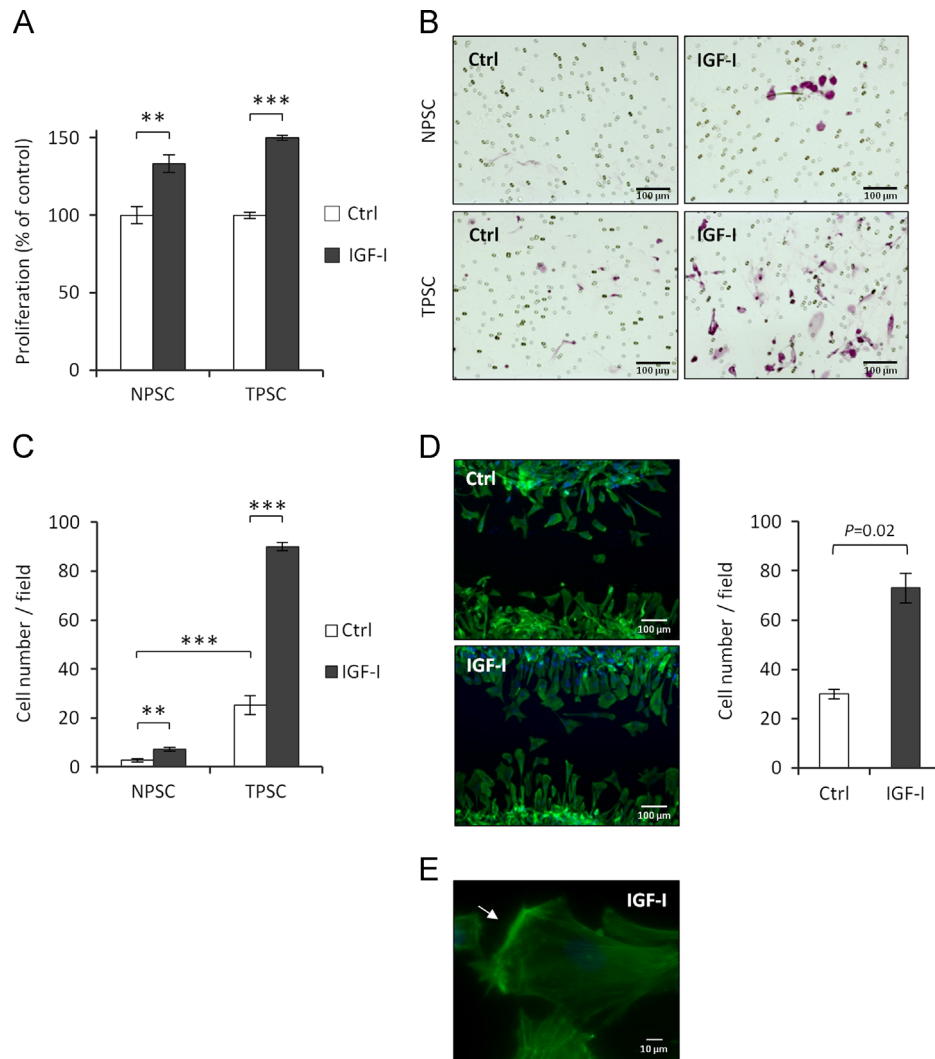 A
Proliferation (% of control)
150
100
50
0
**
***
NPSC
TPSC
Ctrl
IGF-I
B
NPSC
TPSC
Ctrl
100 µm
IGF-I
100 µm
Ctrl
100 µm
IGF-I
100 µm
C
Cell number / field
100
80
60
40
20
0
**
***
***
NPSC
TPSC
Ctrl
IGF-I
D
Ctrl
100 µm
IGF-I
100 µm
Cell number / field
100
80
60
40
20
0
P=0.02
Ctrl
IGF-I
E
IGF-I
10 µm